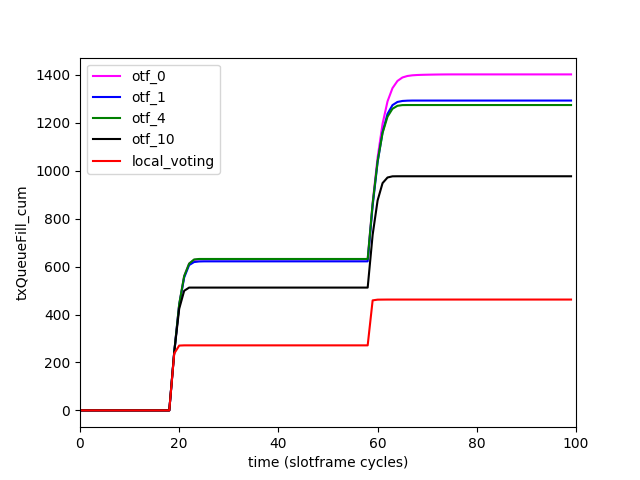 1400
1200
1000
800
600
400
200
0
txQueueFill_cum
otf_0
otf_1
otf_4
otf_10
local_voting
0 20 40 60 80 100
time (slotframe cycles)